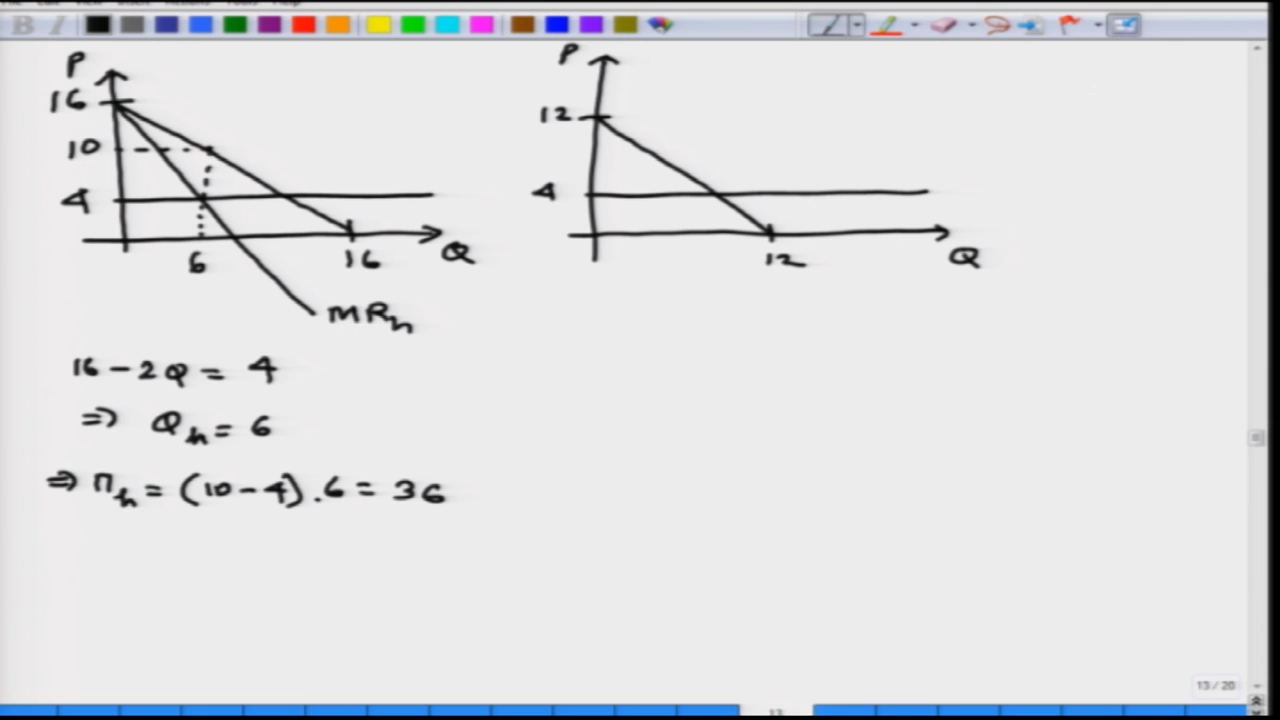 B I
P
16
10
4
6
16
Q
MRh
P
12
4
12
Q
16 - 2Q = 4
⇒ Qh = 6
⇒ Πh = (10 - 4) . 6 = 36
13 / 20
13